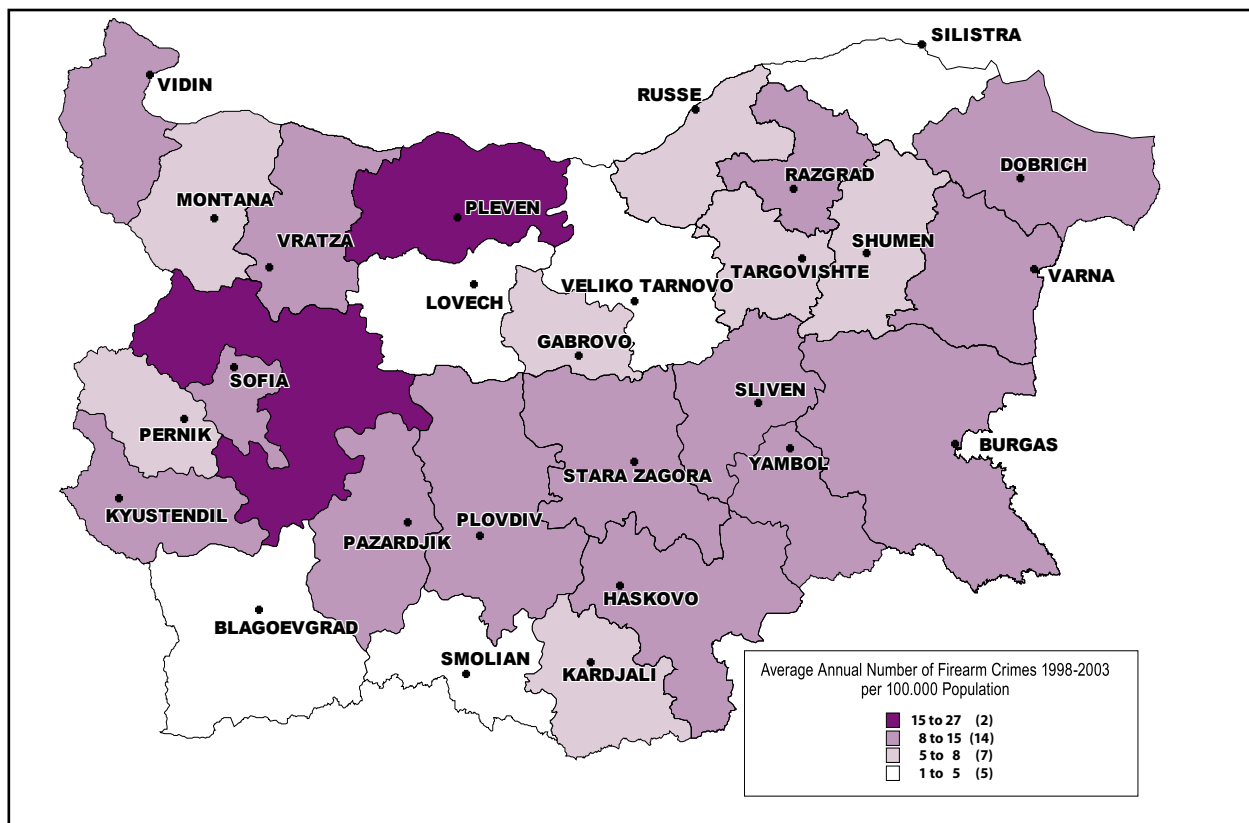 SILISTRA
VIDIN
RUSSE
DOBRICH
RAZGRAD
MONTANA
PLEVEN
VRATZA
SHUMEN
TARGOVISHTE
VARNA
LOVECH
VELIKO TARNOVO
GABROVO
SOFIA
SLIVEN
PERNIK
BURGAS
YAMBOL
STARA ZAGORA
KYUSTENDIL
PLOVDIV
PAZARDJIK
HASKOVO
BLAGOEVGRAD
SMOLIAN
KARDJALI
Average Annual Number of Firearm Crimes 1998-2003
per 100.000 Population
15 to 27 (2)
8 to 15 (14)
5 to 8 (7)
1 to 5 (5)